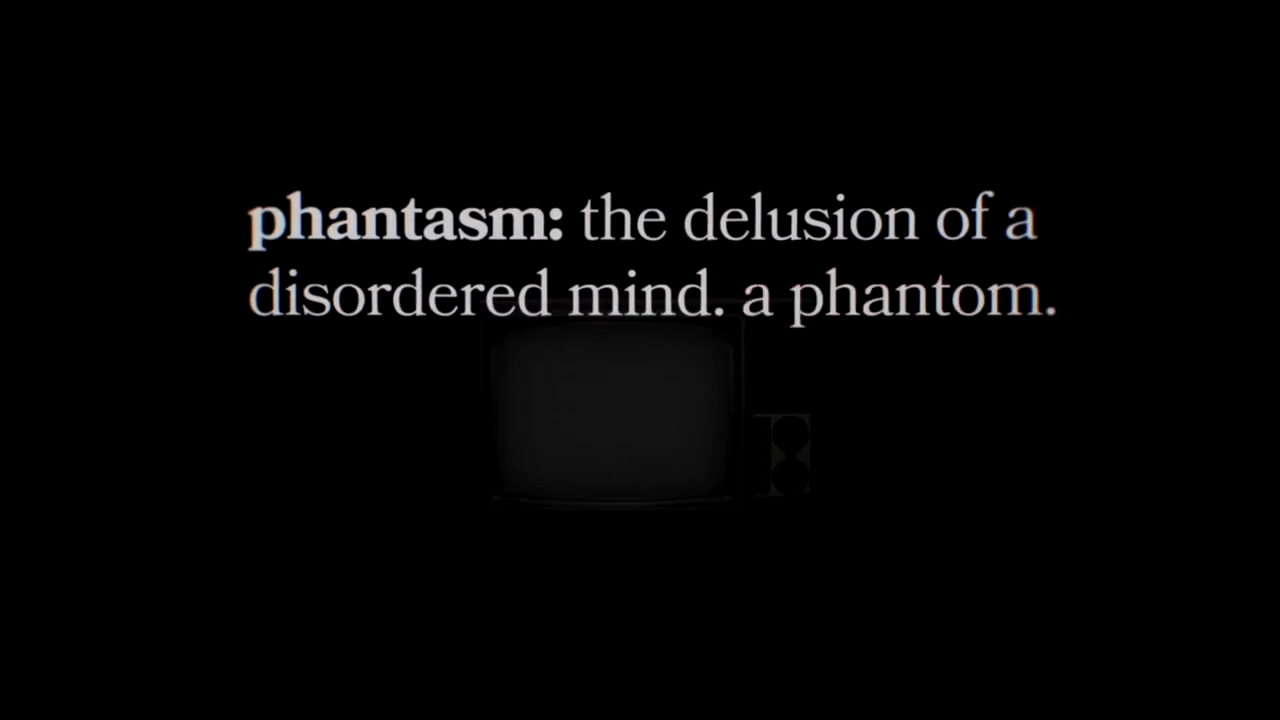 phantasm: the delusion of a
disordered mind. a phantom.